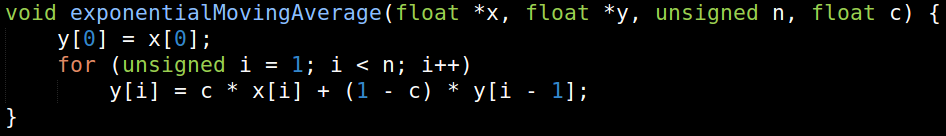 void exponentialMovingAverage(float *x, float *y, unsigned n, float c) {
    y[0] = x[0];
    for (unsigned i = 1; i < n; i++)
        y[i] = c * x[i] + (1 - c) * y[i - 1];
}